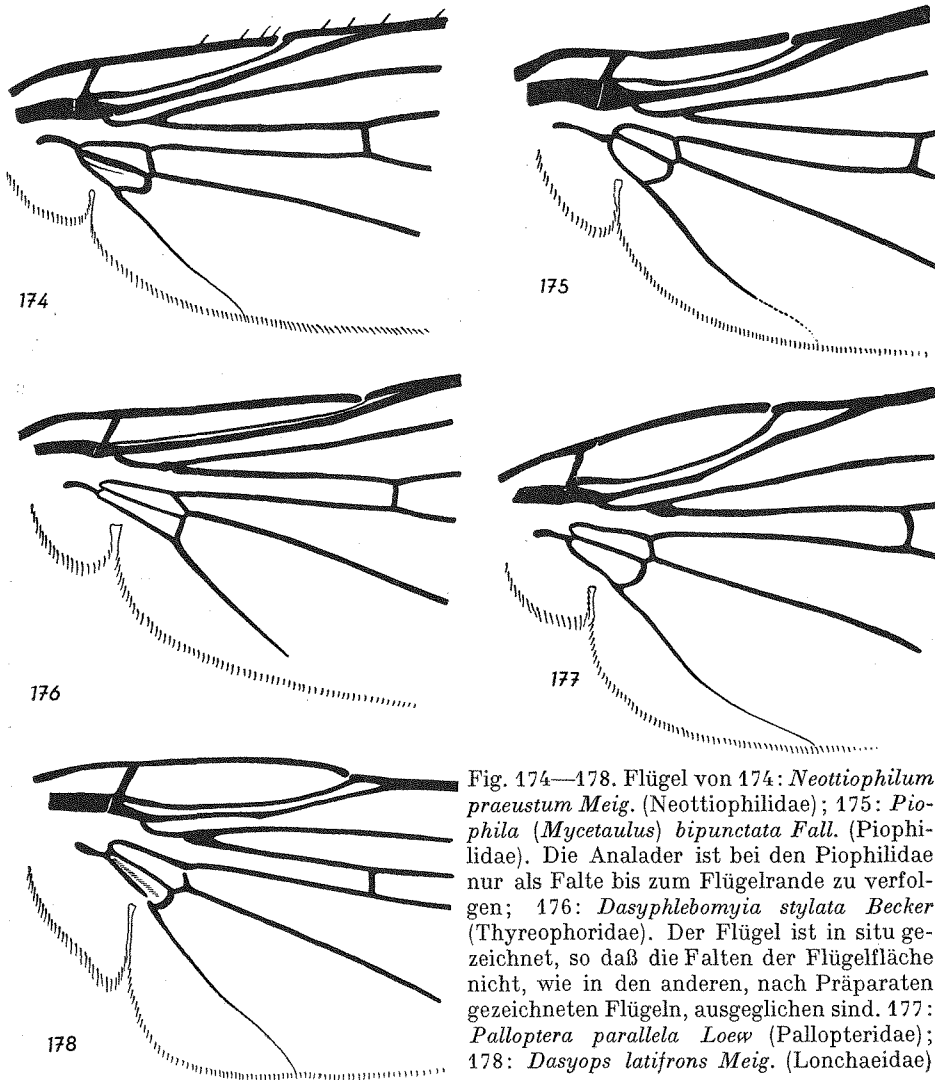 174
175
176
177
178
Fig. 174—178. Flügel von 174: Neottiophilum
praeustum Meig. (Neottiophilidae); 175: Pio-
phila (Mycetaulus) bipunctata Fall. (Piophi-
lidae). Die Analader ist bei den Piophilidae
nur als Falte bis zum Flügelrande zu verfol-
gen; 176: Dasyphlebomyia stylata Becker
(Thyreophoridae). Der Flügel ist in situ ge-
zeichnet, so daß die Falten der Flügelfläche
nicht, wie in den anderen, nach Präparaten
gezeichneten Flügeln, ausgeglichen sind. 177:
Palloptera parallela Loew (Pallopteridae);
178: Dasyops latifrons Meig. (Lonchaeidae)